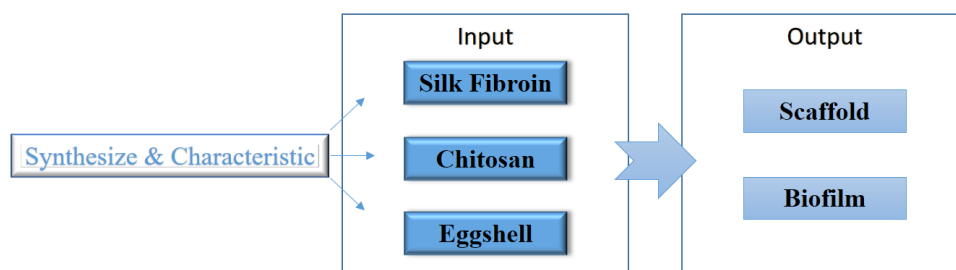 Synthesize & Characteristic
Input
Silk Fibroin
Chitosan
Eggshell
Output
Scaffold
Biofilm